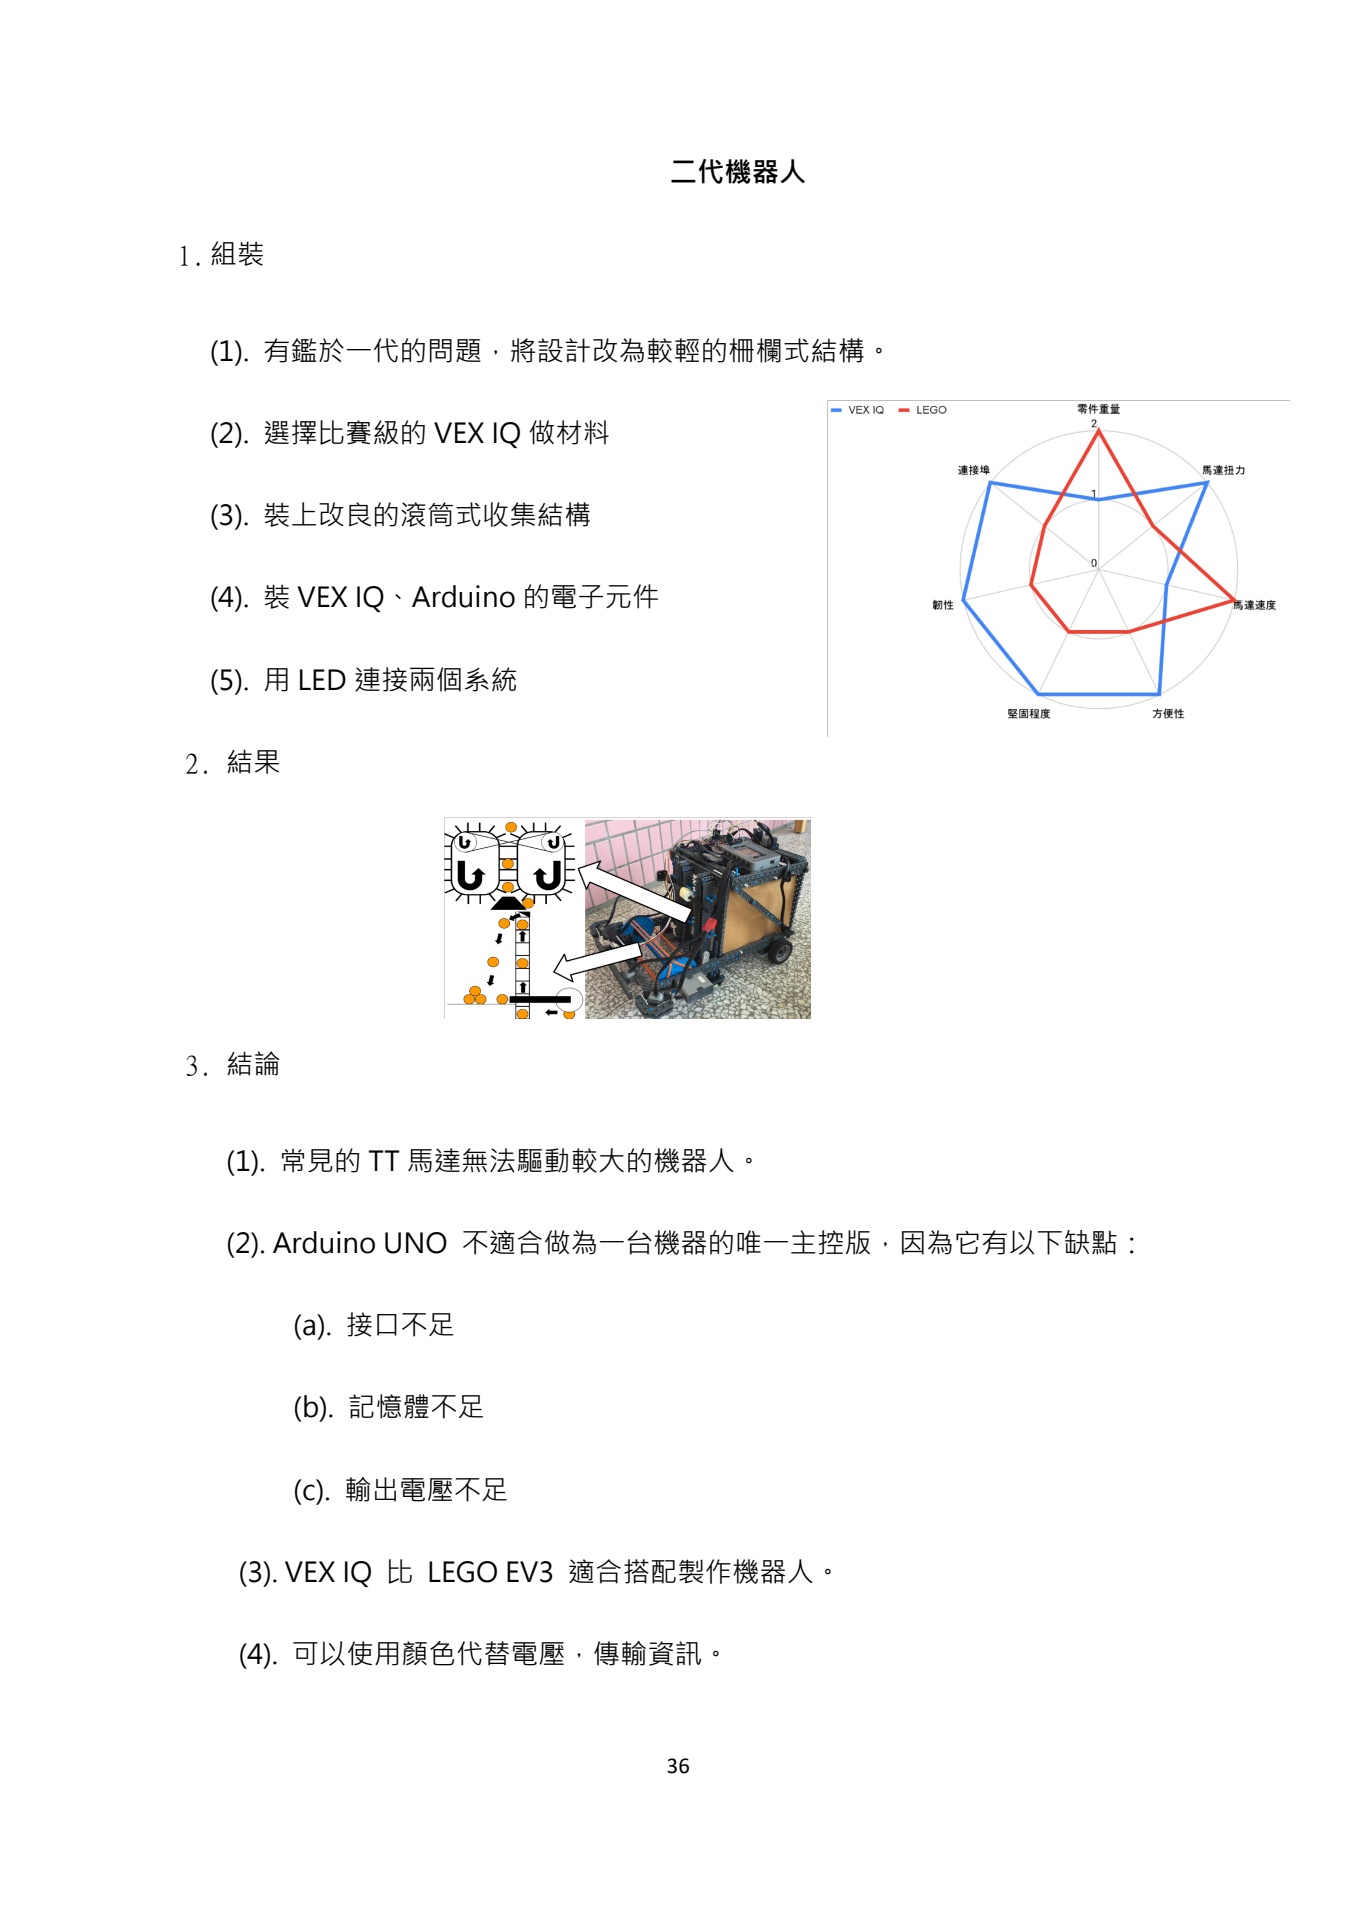 二代機器人
1. 組裝
(1). 有鑑於一代的問題，將設計改為較輕的柵欄式結構。
(2). 選擇比賽級的 VEX IQ 做材料
(3). 裝上改良的滾筒式收集結構
(4). 裝 VEX IQ、Arduino 的電子元件
(5). 用 LED 連接兩個系統
VEX IQ LEGO
零件重量
2
連接埠
馬達扭力
1
0
韌性
馬達速度
堅固程度
方便性
2. 結果
3. 結論
(1). 常見的 TT 馬達無法驅動較大的機器人。
(2). Arduino UNO 不適合做為一台機器的唯一主控版，因為它有以下缺點：
(a). 接口不足
(b). 記憶體不足
(c). 輸出電壓不足
(3). VEX IQ 比 LEGO EV3 適合搭配製作機器人。
(4). 可以使用顏色代替電壓，傳輸資訊。
36